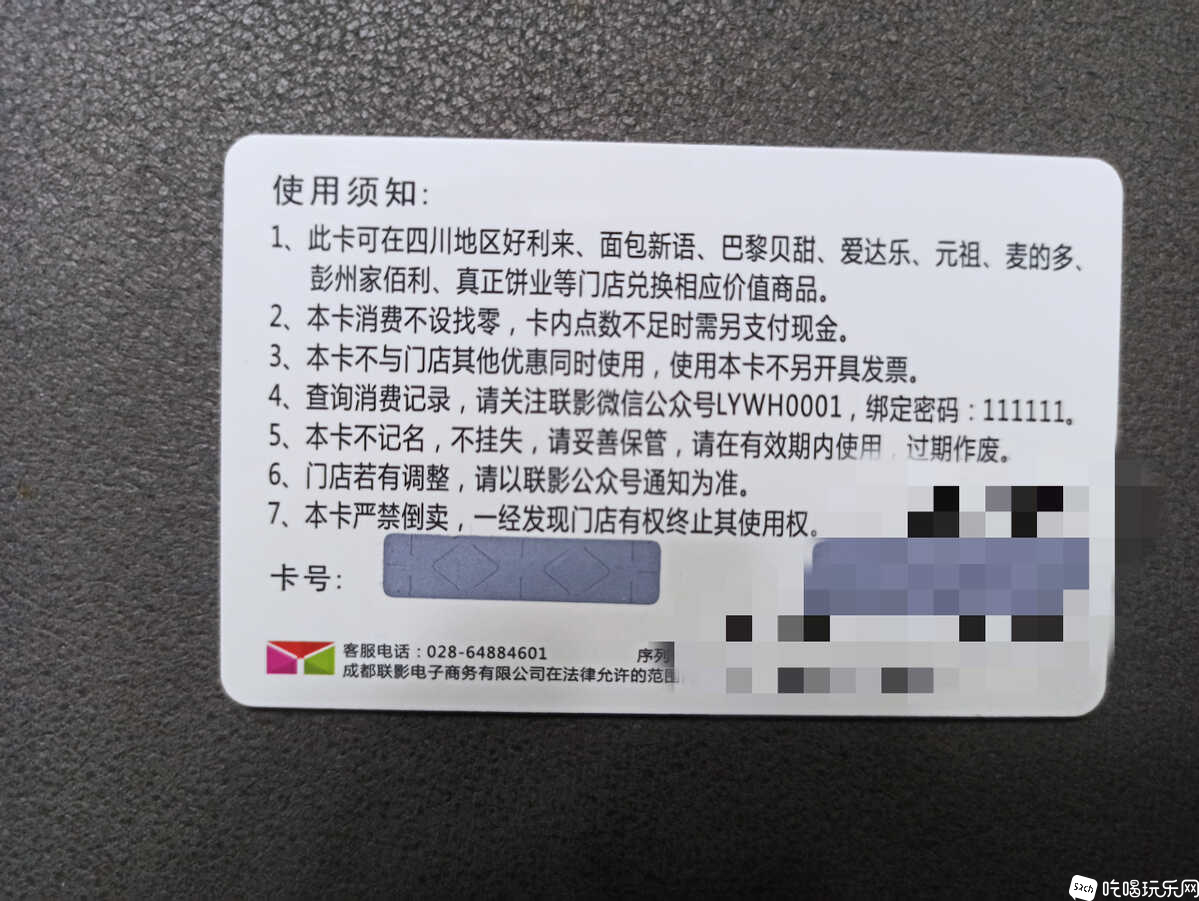 使用须知:
1、此卡可在四川地区好利来、面包新语、巴黎贝甜、爱达乐、元祖、麦的多、
彭州家佰利、真正饼业等门店兑换相应价值商品。
2、本卡消费不设找零，卡内点数不足时需另支付现金。
3、本卡不与门店其他优惠同时使用，使用本卡不另开具发票。
4、查询消费记录，请关注联影微信公众号LYWH0001，绑定密码：111111。
5、本卡不记名，不挂失，请妥善保管，请在有效期内使用，过期作废。
6、门店若有调整，请以联影公众号通知为准。
7、本卡严禁倒卖，一经发现门店有权终止其使用权。
卡号:
客服电话：028-64884601 序列
成都联影电子商务有限公司在法律允许的范围
sach 吃喝玩乐网